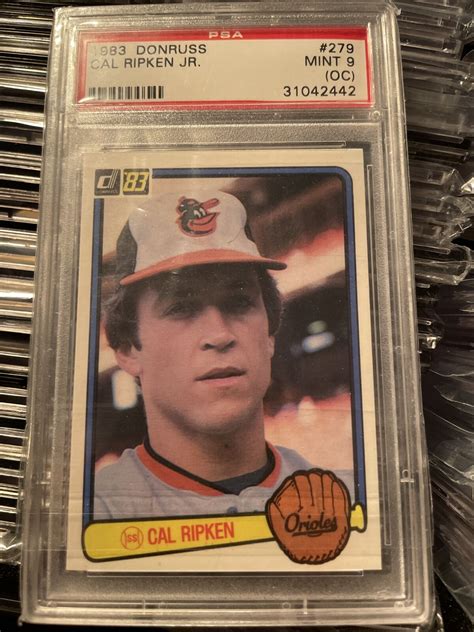 PSA
1983 DONRUSS #279
CAL RIPKEN JR. MINT 9
(OC)
31042442
'83
SS CAL RIPKEN
Orioles